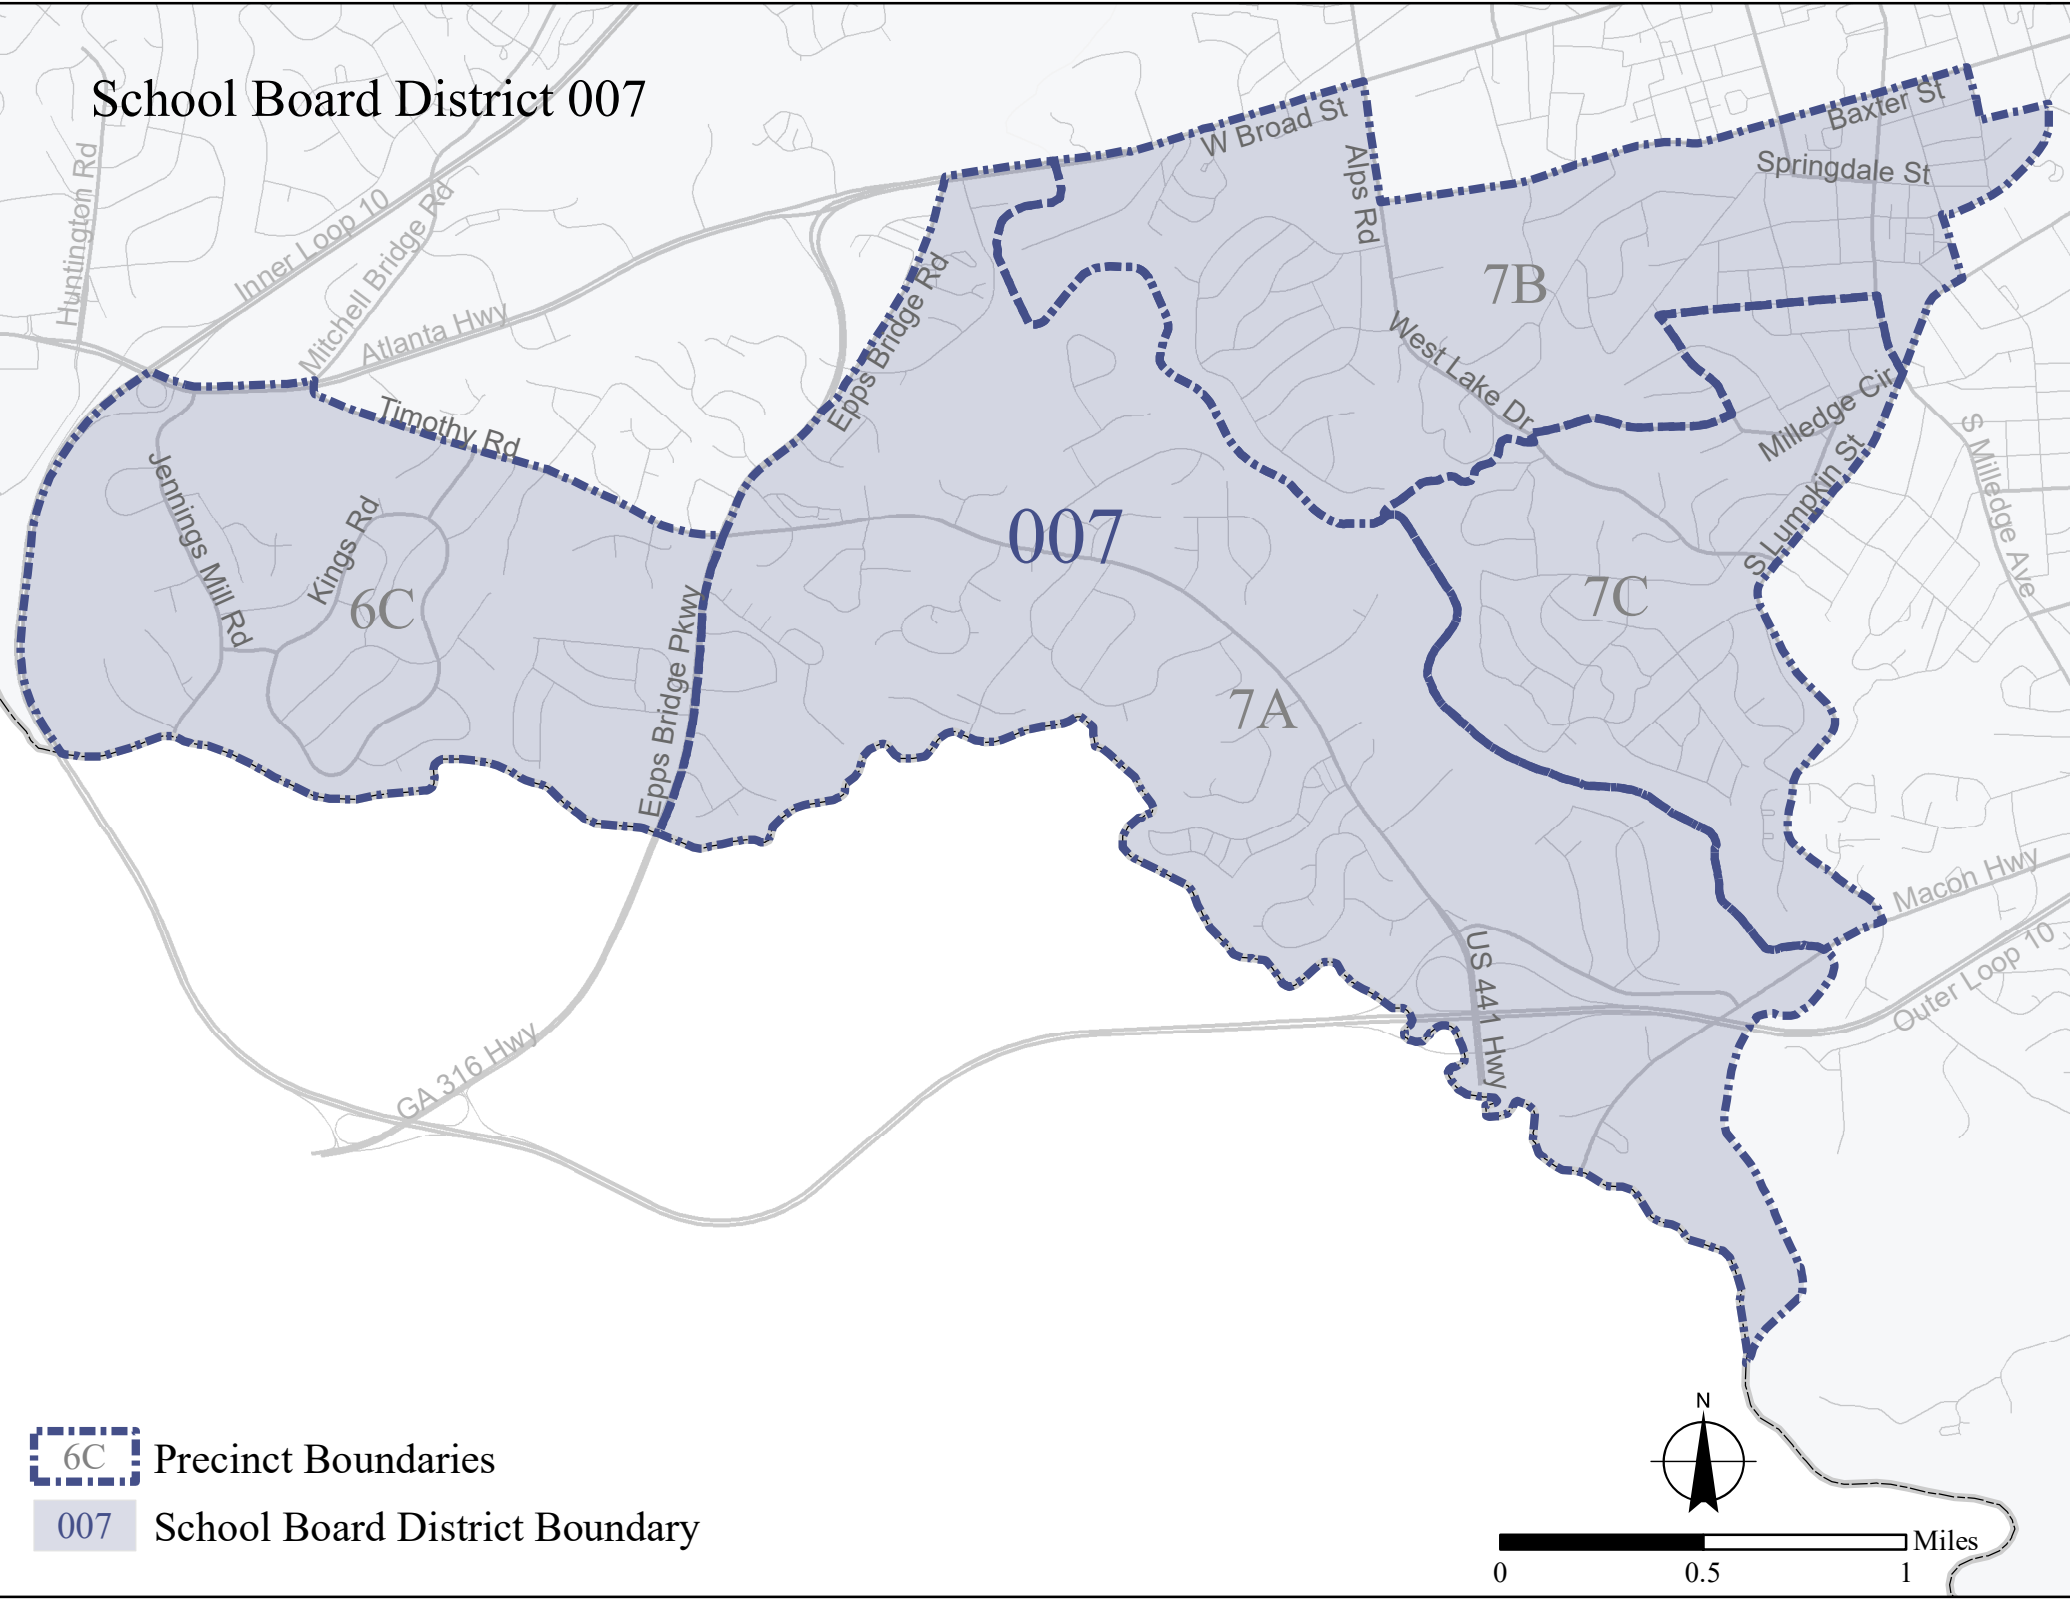 School Board District 007
Huntington Rd
Inner Loop 10
Mitchell Bridge Rd
Atlanta Hwy
Timothy Rd
Jennings Mill Rd
Kings Rd
6C
Epps Bridge Rd
Epps Bridge Pkwy
W Broad St
Alps Rd
Baxter St
Springdale St
7B
West Lake Dr
Milledge Cir
S Lumpkin St
S Milledge Ave
007
7C
7A
US 441 Hwy
Macon Hwy
Outer Loop 10
GA 316 Hwy
6C Precinct Boundaries
007 School Board District Boundary
N
Miles
0 0.5 1